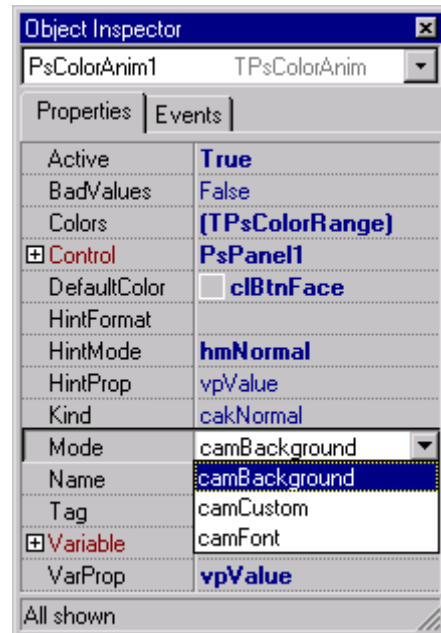 Object Inspector
PsColorAnim1 TPsColorAnim
Properties Events
Active True
BadValues False
Colors (TPsColorRange)
Control PsPanel1
DefaultColor clBtnFace
HintFormat
HintMode hmNormal
HintProp vpValue
Kind cakNormal
Mode camBackground
Name camBackground
Tag camCustom
Variable camFont
VarProp vpValue
All shown